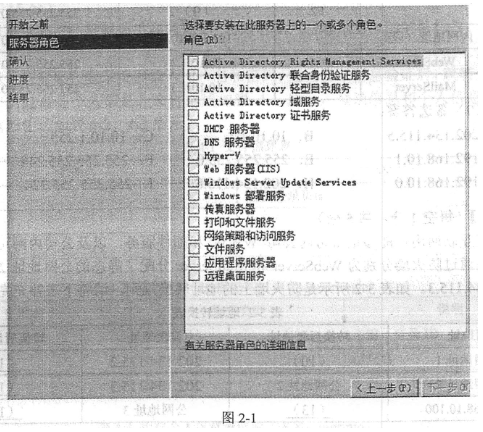 开始之前
服务器角色
确认
进度
结果
选择要安装在此服务器上的一个或多个角色。
角色(R):
Active Directory Rights Management Services
Active Directory 联合身份验证服务
Active Directory 轻型目录服务
Active Directory 域服务
Active Directory 证书服务
DHCP 服务器
DNS 服务器
Hyper-V
Web 服务器(IIS)
Windows Server Update Services
Windows 部署服务
传真服务器
打印和文件服务
网络策略和访问服务
文件服务
应用程序服务器
远程桌面服务
有关服务器角色的详细信息
<上一步(P)
下一步
图 2-1